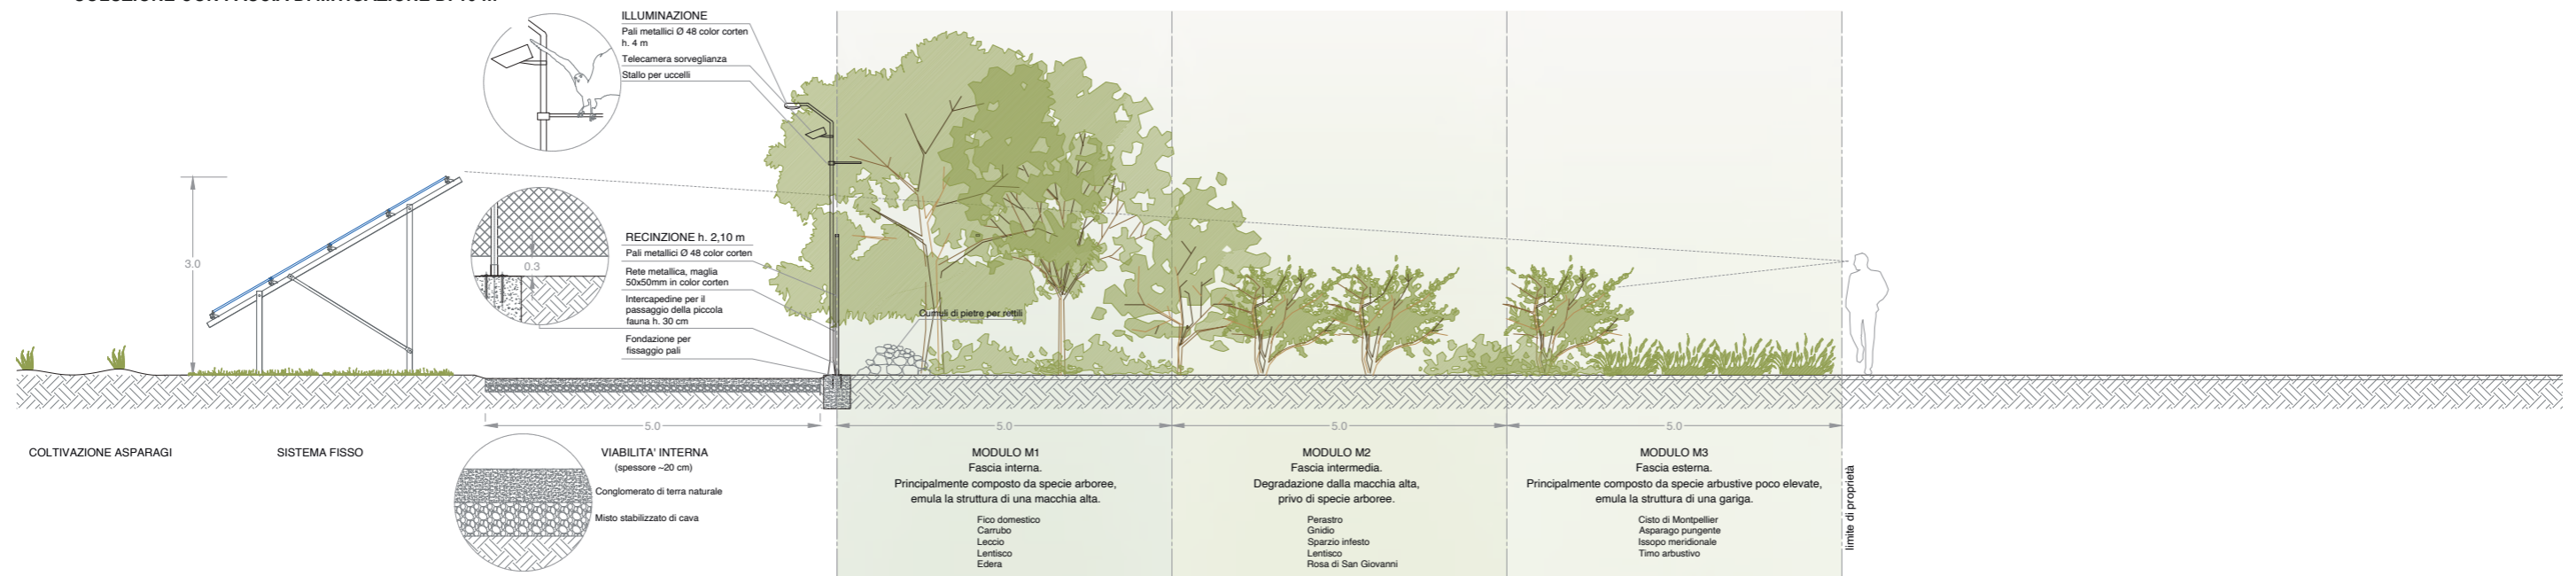 ILLUMINAZIONE
Pali metallici Ø 48 color corten
h. 4 m
Telecamera sorveglianza
Stallo per uccelli
3.0
0.3
RECINZIONE h. 2,10 m
Pali metallici Ø 48 color corten
Rete metallica, maglia
50x50mm in color corten
Intercapedine per il
passaggio della piccola
fauna h. 30 cm
Fondazione per
fissaggio pali
Cumuli di pietre per rettili
5.0
5.0
5.0
5.0
COLTIVAZIONE ASPARAGI
SISTEMA FISSO
VIABILITA' INTERNA
(spessore ~20 cm)
Conglomerato di terra naturale
Misto stabilizzato di cava
MODULO M1
Fascia interna.
Principalmente composto da specie arboree,
emula la struttura di una macchia alta.
Fico domestico
Carrubo
Leccio
Lentisco
Edera
MODULO M2
Fascia intermedia.
Degradazione dalla macchia alta,
privo di specie arboree.
Perastro
Gnidio
Sparzio infesto
Lentisco
Rosa di San Giovanni
MODULO M3
Fascia esterna.
Principalmente composto da specie arbustive poco elevate,
emula la struttura di una gariga.
Cisto di Montpellier
Asparago pungente
Issopo meridionale
Timo arbustivo
limite di proprietà